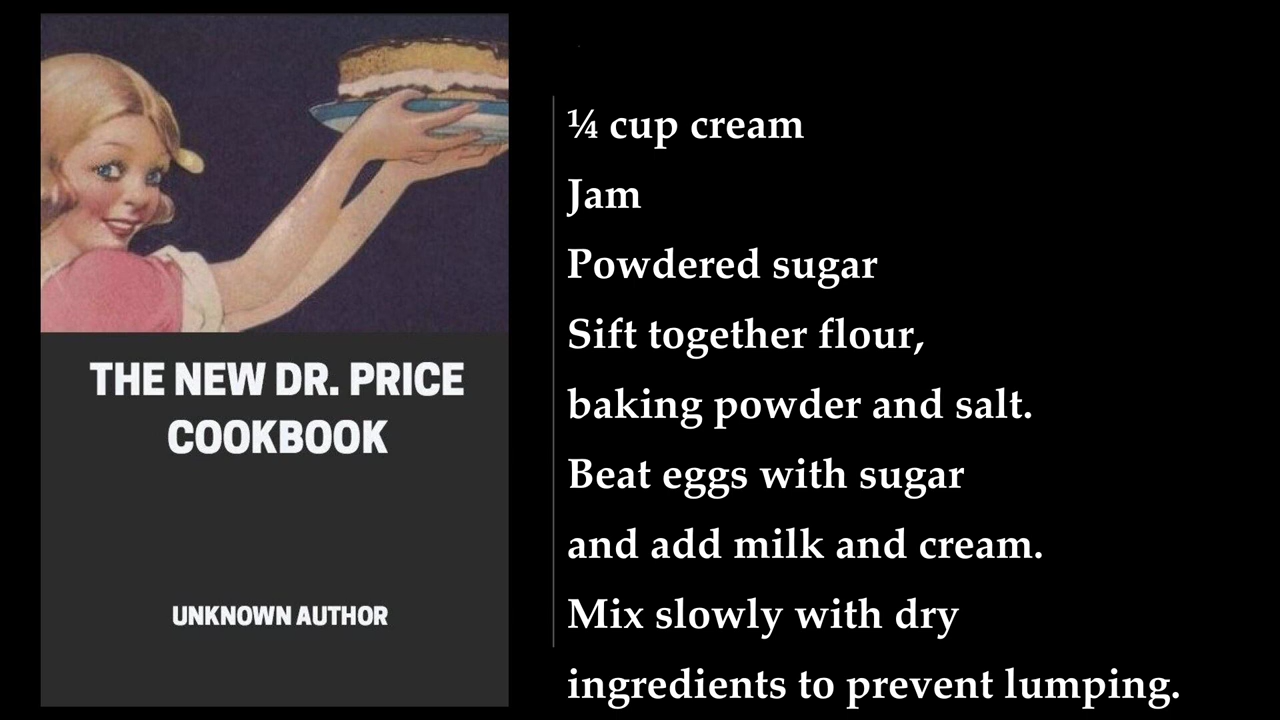 THE NEW DR. PRICE
COOKBOOK
UNKNOWN AUTHOR
¼ cup cream
Jam
Powdered sugar
Sift together flour,
baking powder and salt.
Beat eggs with sugar
and add milk and cream.
Mix slowly with dry
ingredients to prevent lumping.